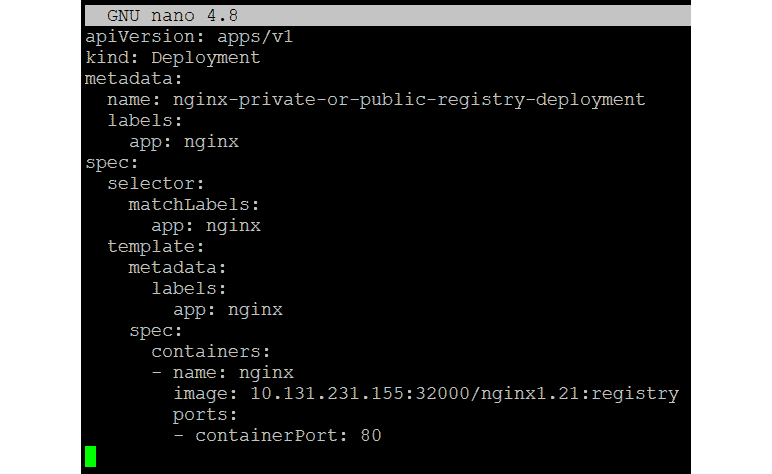 GNU nano 4.8
apiVersion: apps/v1
kind: Deployment
metadata:
  name: nginx-private-or-public-registry-deployment
  labels:
    app: nginx
spec:
  selector:
    matchLabels:
      app: nginx
  template:
    metadata:
      labels:
        app: nginx
    spec:
      containers:
      - name: nginx
        image: 10.131.231.155:32000/nginx1.21:registry
        ports:
        - containerPort: 80